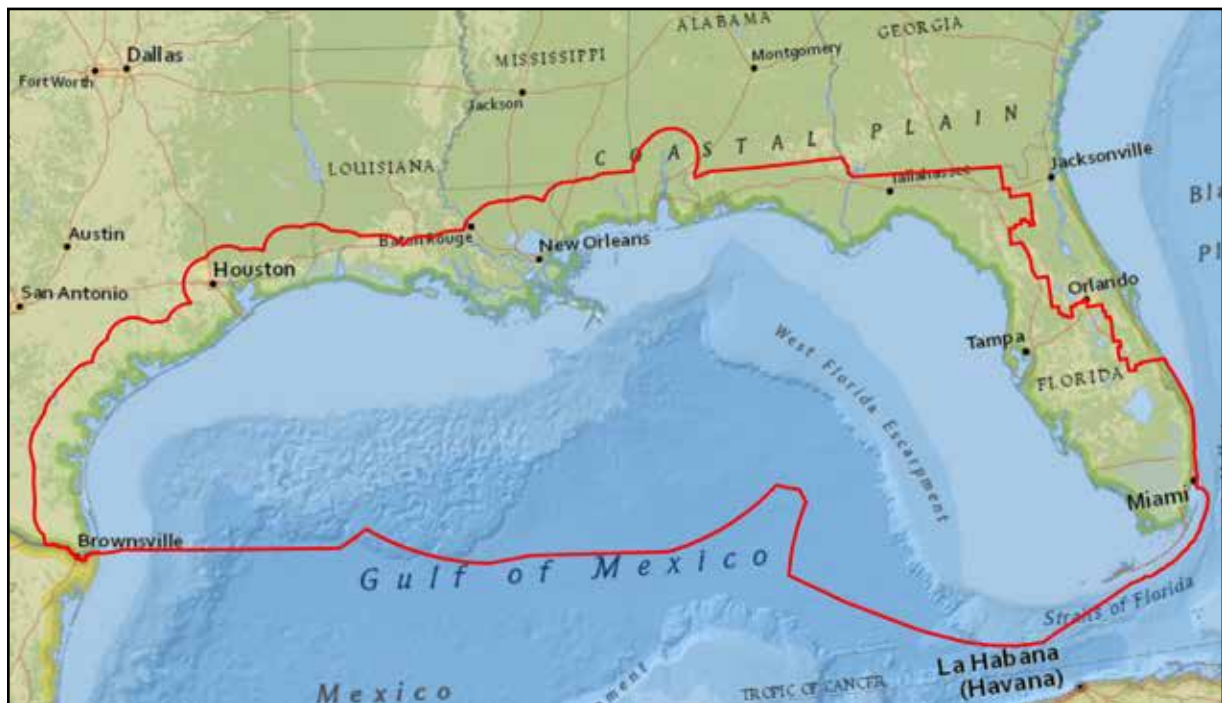 ALABAMA
GEORGIA
Dallas
MISSISSIPPI
Montgomery
Fort Worth
Jackson
COASTAL PLAIN
LOUISIANA
Jacksonville
Tallahassee
Austin
Baton Rouge
New Orleans
Houston
San Antonio
Orlando
Tampa
West Florida Escarpment
FLORIDA
Miami
Brownsville
Gulf of Mexico
Straits of Florida
La Habana
(Havana)
TROPIC OF CANCER
Mexico